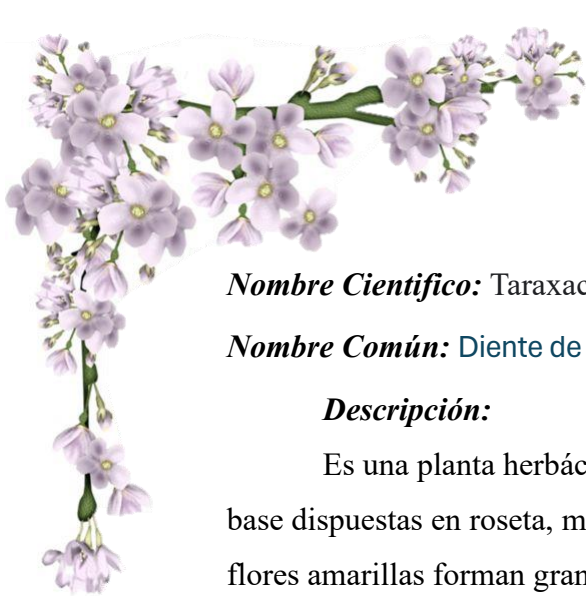 Nombre Cientifico: Taraxac
Nombre Común: Diente de
Descripción:
Es una planta herbác
base dispuestas en roseta, m
flores amarillas forman gran